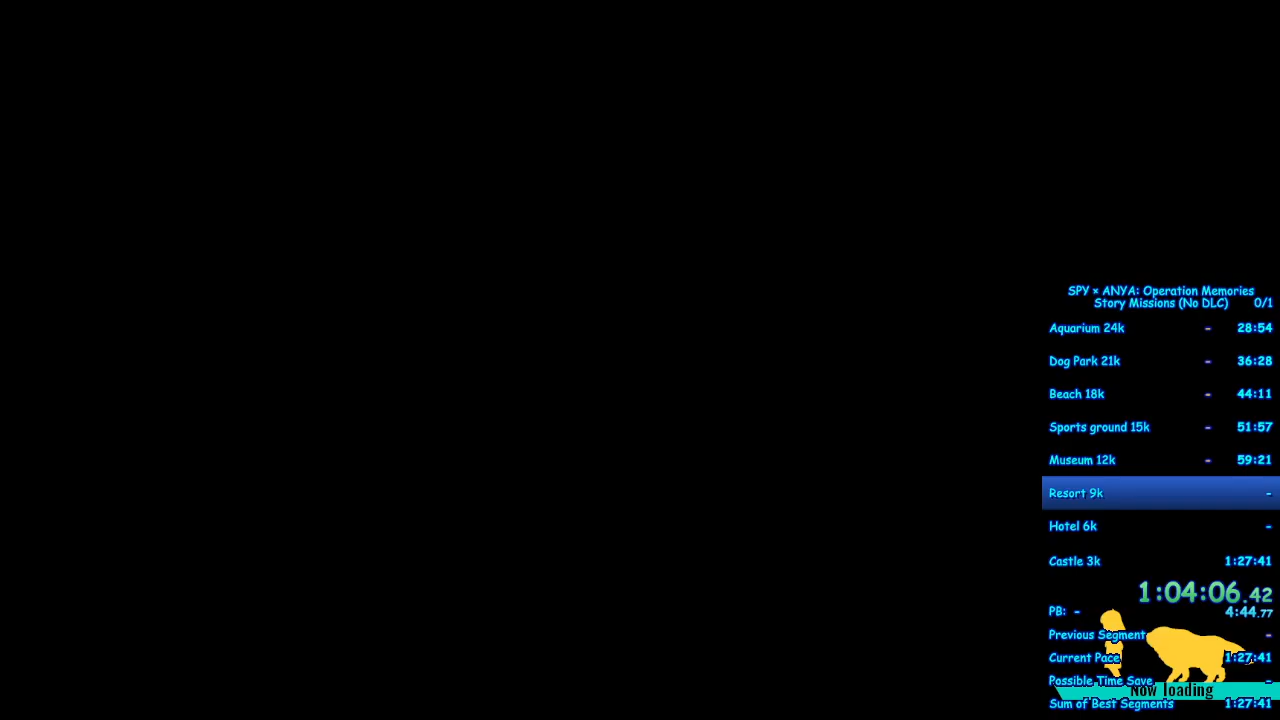 SPY × ANYA: Operation Memories
Story Missions (No DLC) 0/1
Aquarium 24k - 28:54
Dog Park 21k - 36:28
Beach 18k - 44:11
Sports ground 15k - 51:57
Museum 12k - 59:21
Resort 9k -
Hotel 6k -
Castle 3k 1:27:41
1:04:06.42
PB: - 4:44.77
Previous Segment -
Current Pace 1:27:41
Possible Time Save -
Now loading
Sum of Best Segments 1:27:41